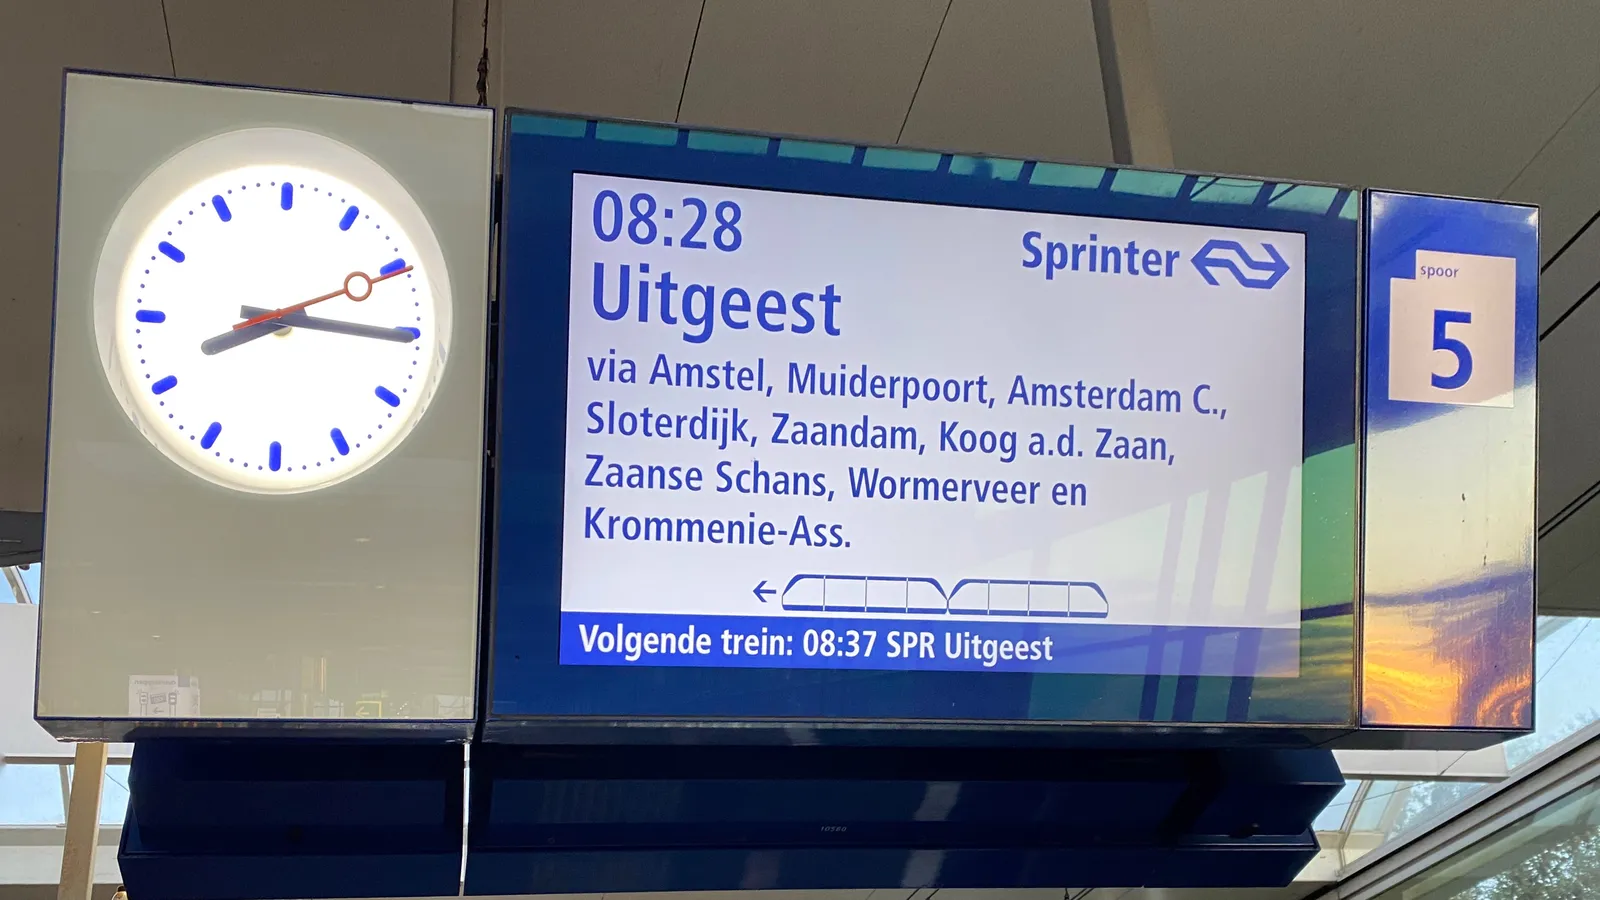 08:28
Sprinter
Uitgeest
via Amstel, Muiderpoort, Amsterdam C.,
Sloterdijk, Zaandam, Koog a.d. Zaan,
Zaanse Schans, Wormerveer en
Krommenie-Ass.
Volgende trein: 08:37 SPR Uitgeest
spoor
5
10580